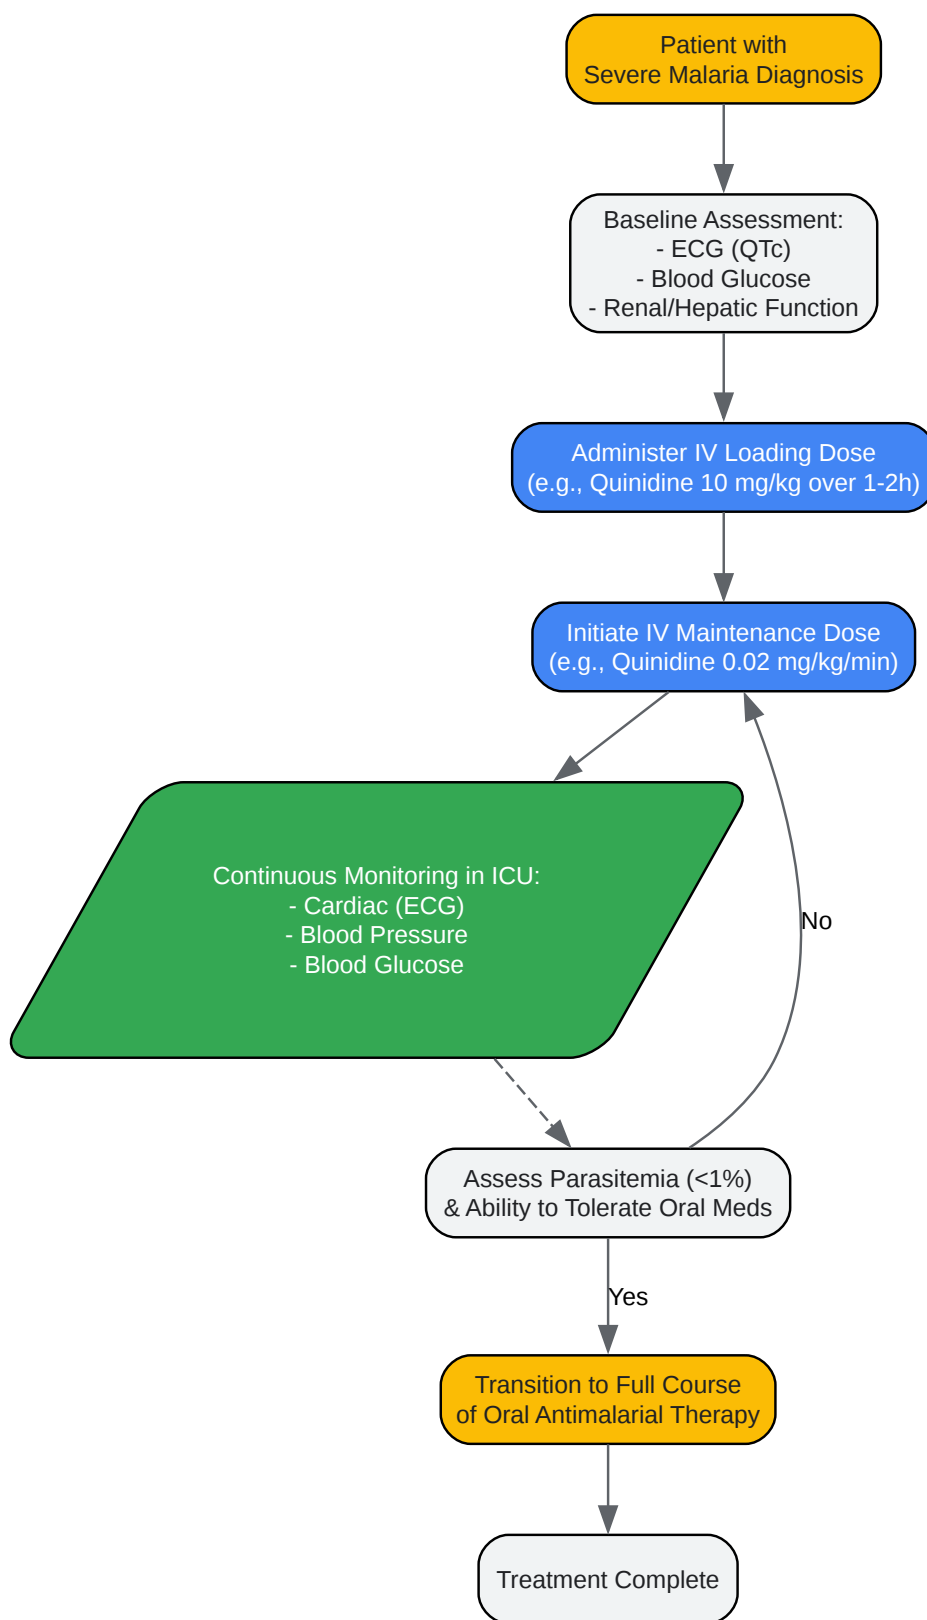 Patient with
Severe Malaria Diagnosis
Baseline Assessment:
- ECG (QTc)
- Blood Glucose
- Renal/Hepatic Function
Administer IV Loading Dose
(e.g., Quinidine 10 mg/kg over 1-2h)
Initiate IV Maintenance Dose
(e.g., Quinidine 0.02 mg/kg/min)
Continuous Monitoring in ICU:
- Cardiac (ECG)
- Blood Pressure
- Blood Glucose
No
Assess Parasitemia (<1%)
& Ability to Tolerate Oral Meds
Yes
Transition to Full Course
of Oral Antimalarial Therapy
Treatment Complete